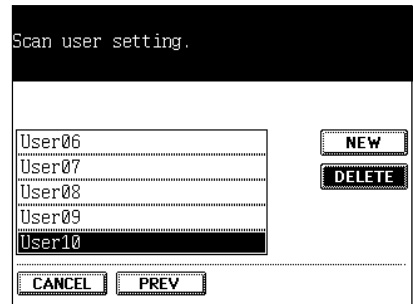 Scan user setting.
User06
NEW
User07
DELETE
User08
User09
User10
CANCEL PREV